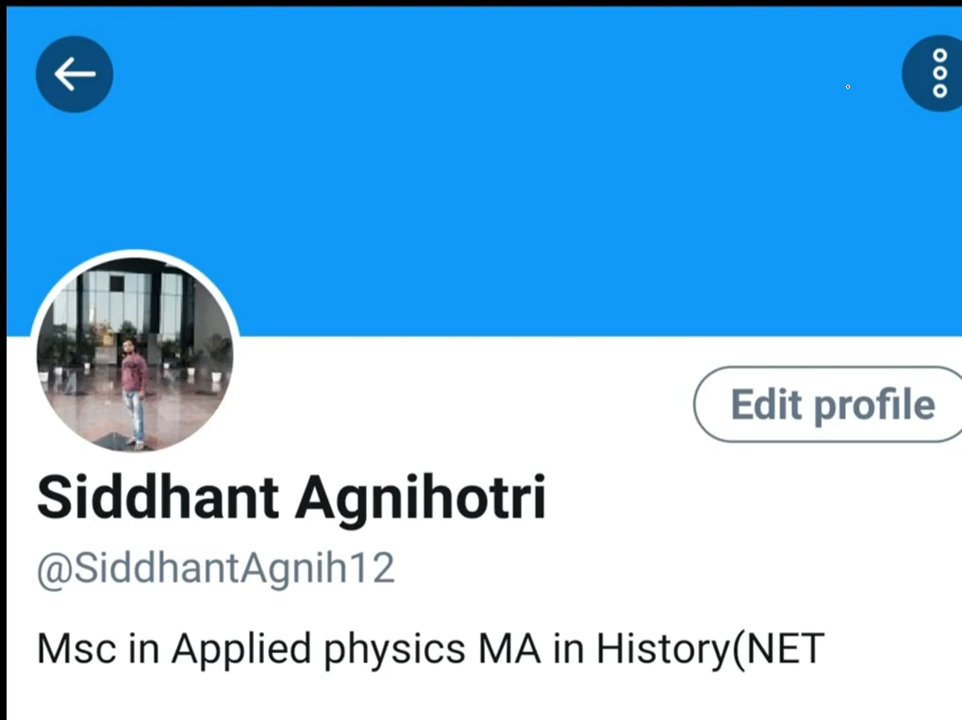 Edit profile
Siddhant Agnihotri
@SiddhantAgnih12
Msc in Applied physics MA in History(NET